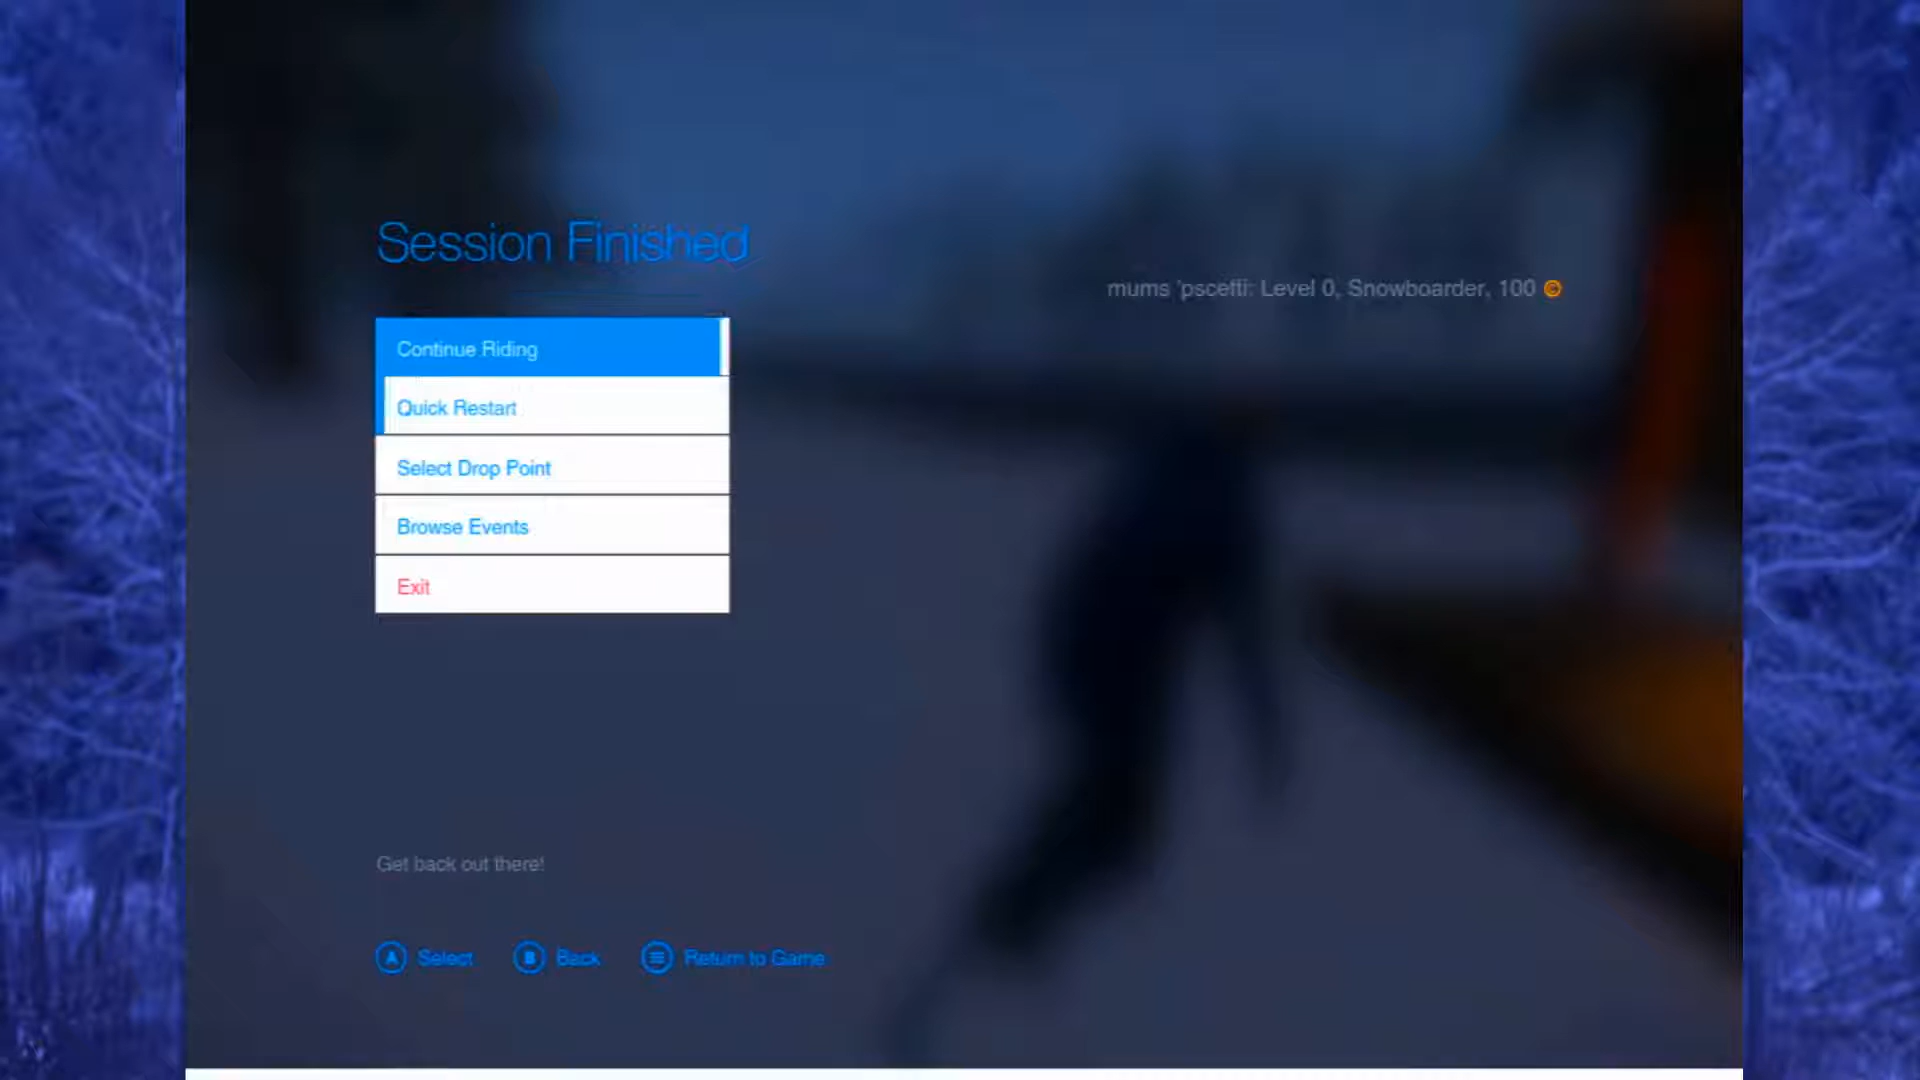 Session Finished
mums 'pscetti: Level 0, Snowboarder, 100 ©
Continue Riding
Quick Restart
Select Drop Point
Browse Events
Exit
Get back out there!
A Select B Back Return to Game